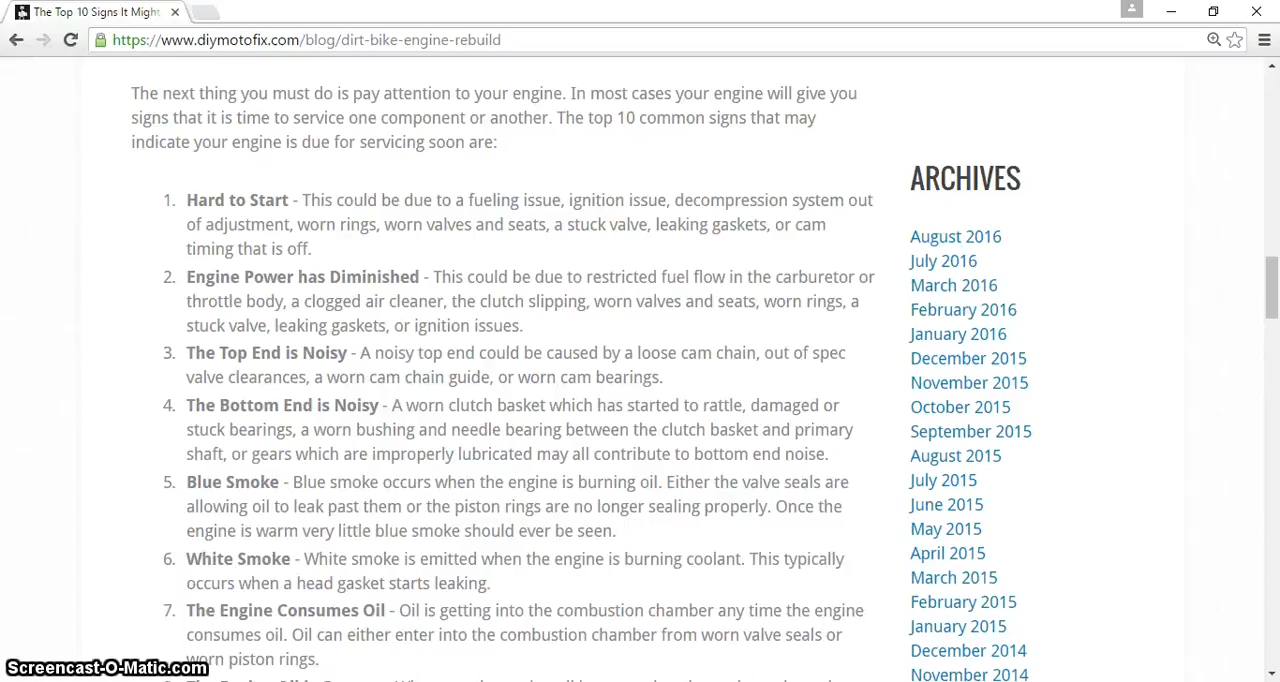 The Top 10 Signs It Might
https://www.diymotofix.com/blog/dirt-bike-engine-rebuild
The next thing you must do is pay attention to your engine. In most cases your engine will give you
signs that it is time to service one component or another. The top 10 common signs that may
indicate your engine is due for servicing soon are:
1. Hard to Start - This could be due to a fueling issue, ignition issue, decompression system out
of adjustment, worn rings, worn valves and seats, a stuck valve, leaking gaskets, or cam
timing that is off.
2. Engine Power has Diminished - This could be due to restricted fuel flow in the carburetor or
throttle body, a clogged air cleaner, the clutch slipping, worn valves and seats, worn rings, a
stuck valve, leaking gaskets, or ignition issues.
3. The Top End is Noisy - A noisy top end could be caused by a loose cam chain, out of spec
valve clearances, a worn cam chain guide, or worn cam bearings.
4. The Bottom End is Noisy - A worn clutch basket which has started to rattle, damaged or
stuck bearings, a worn bushing and needle bearing between the clutch basket and primary
shaft, or gears which are improperly lubricated may all contribute to bottom end noise.
5. Blue Smoke - Blue smoke occurs when the engine is burning oil. Either the valve seals are
allowing oil to leak past them or the piston rings are no longer sealing properly. Once the
engine is warm very little blue smoke should ever be seen.
6. White Smoke - White smoke is emitted when the engine is burning coolant. This typically
occurs when a head gasket starts leaking.
7. The Engine Consumes Oil - Oil is getting into the combustion chamber any time the engine
consumes oil. Oil can either enter into the combustion chamber from worn valve seals or
worn piston rings.
ARCHIVES
August 2016
July 2016
March 2016
February 2016
January 2016
December 2015
November 2015
October 2015
September 2015
August 2015
July 2015
June 2015
May 2015
April 2015
March 2015
February 2015
January 2015
December 2014
November 2014
Screencast-O-Matic.com